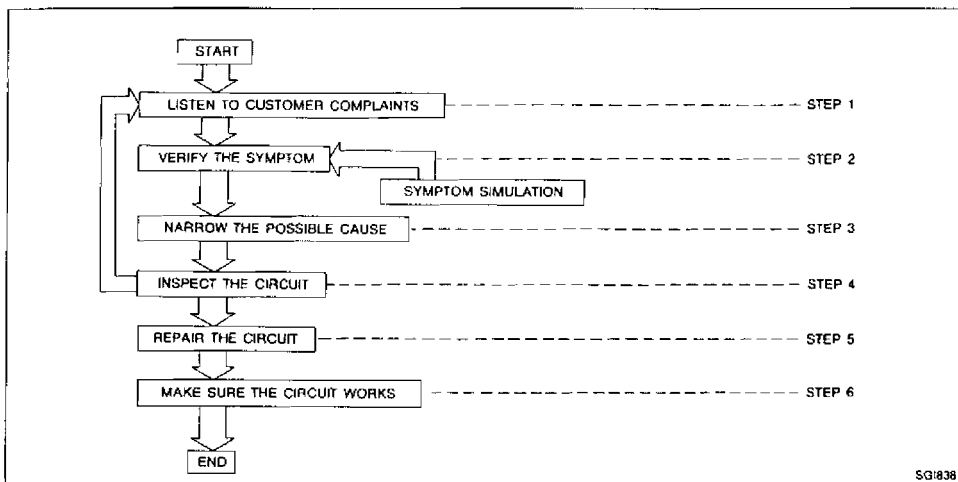 START
LISTEN TO CUSTOMER COMPLAINTS STEP 1
VERIFY THE SYMPTOM STEP 2
SYMPTOM SIMULATION
NARROW THE POSSIBLE CAUSE STEP 3
INSPECT THE CIRCUIT STEP 4
REPAIR THE CIRCUIT STEP 5
MAKE SURE THE CIRCUIT WORKS STEP 6
END
SGI838